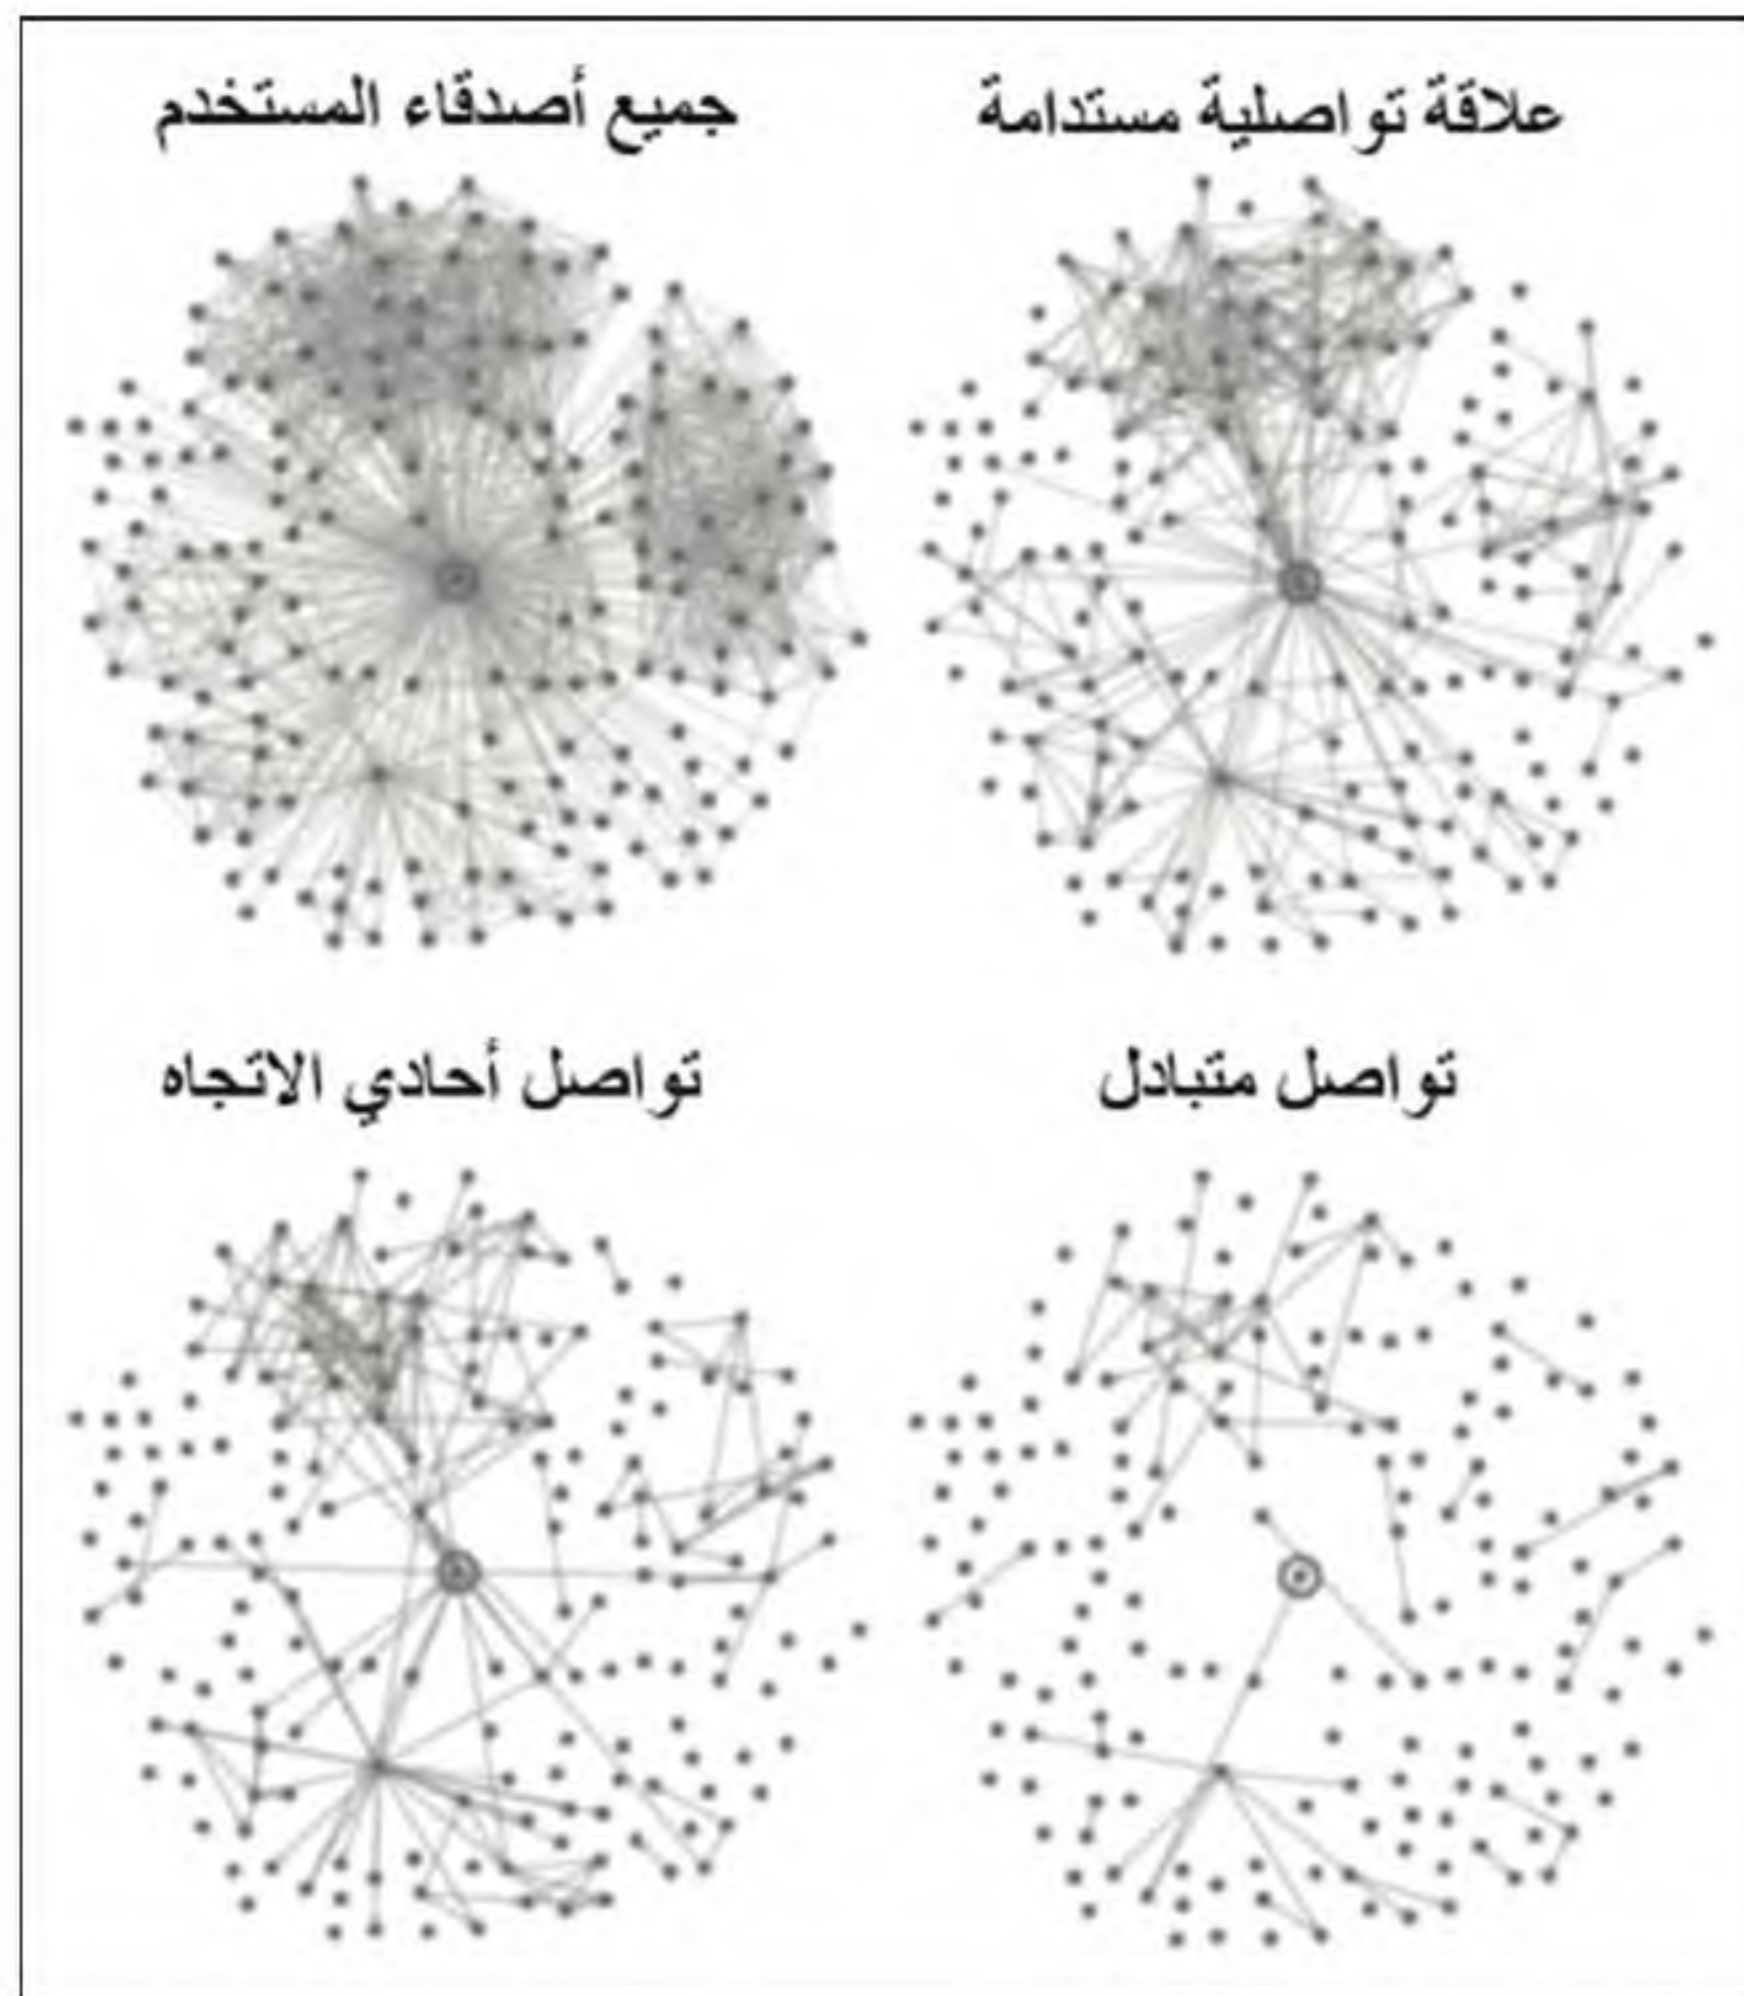 جميع أصدقاء المستخدم
علاقة تواصلية مستدامة
تواصل أحادي الاتجاه
تواصل متبادل